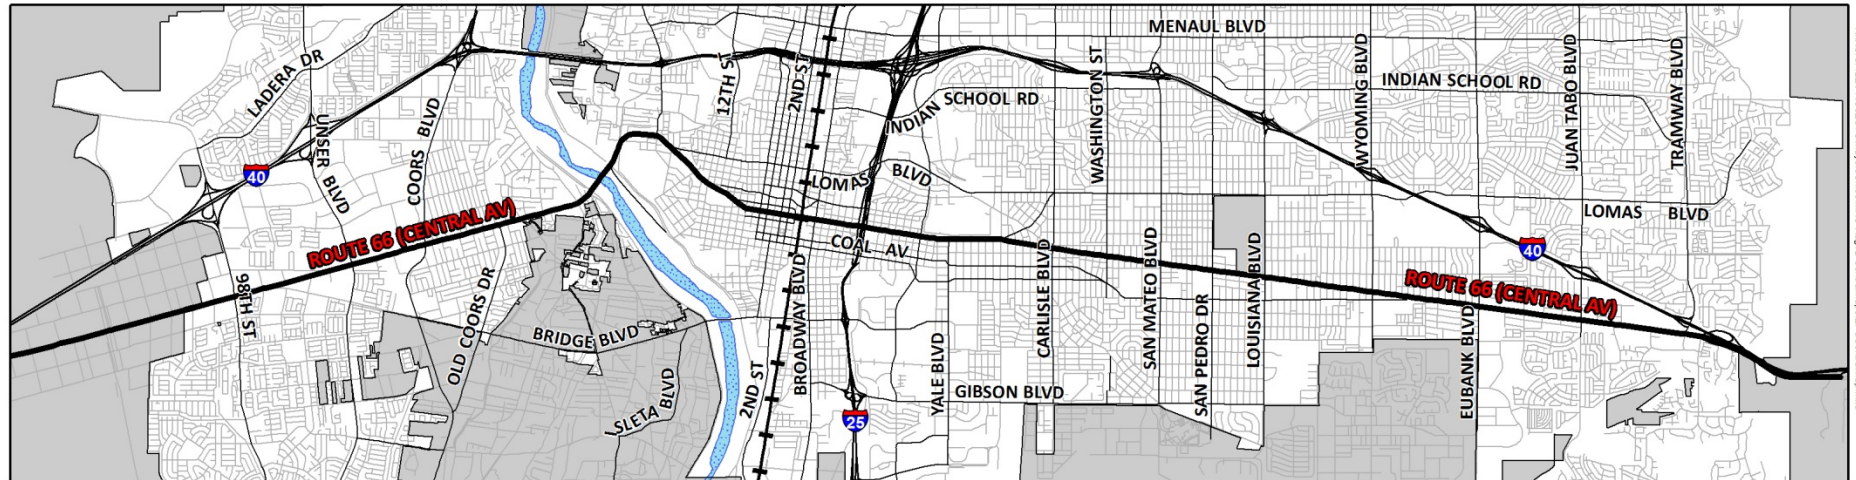 MENAUL BLVD
LADERA DR
12TH ST
2ND ST
WASHINGTON ST
WYOMING BLVD
INDIAN SCHOOL RD
JUAN TABO BLVD
TRAMWAY BLVD
INDIAN SCHOOL RD
UNSER BLVD
COORS BLVD
40
LOMAS BLVD
LOMAS BLVD
ROUTE 66 (CENTRAL AV)
COAL AV
40
ROUTE 66 (CENTRAL AV)
98TH ST
OLD COORS DR
BRIDGE BLVD
BROADWAY BLVD
CARLISLE BLVD
SAN MATEO BLVD
SAN PEDRO DR
LOUISIANA BLVD
EUBANK BLVD
ISLETA BLVD
2ND ST
YALE BLVD
GIBSON BLVD
25